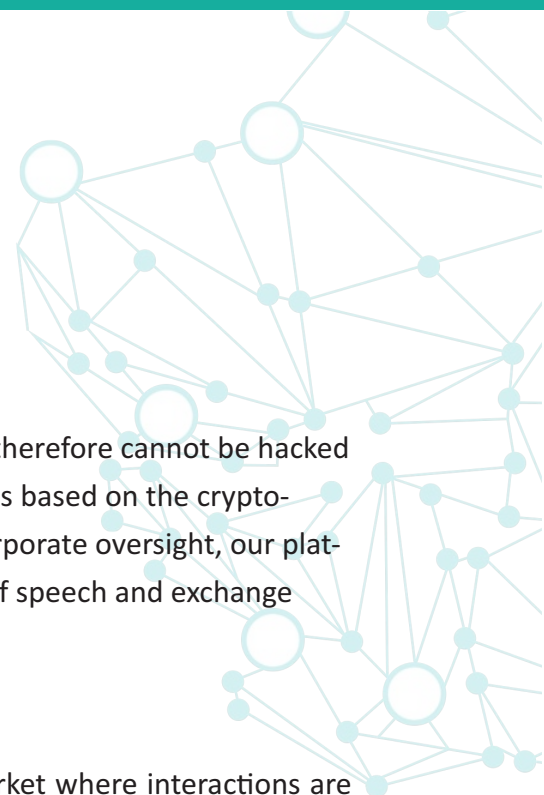 therefore cannot be hacked
s based on the crypto-
rporate oversight, our plat-
f speech and exchange
rket where interactions are